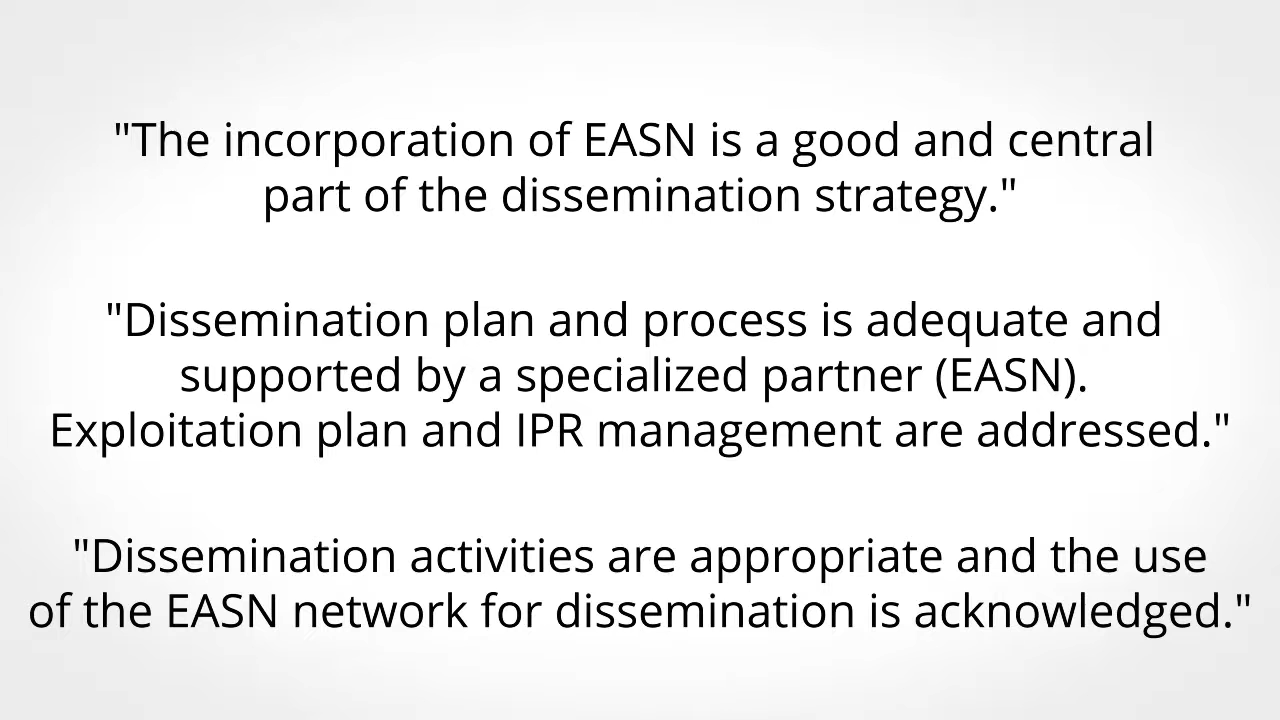 "The incorporation of EASN is a good and central
part of the dissemination strategy."
"Dissemination plan and process is adequate and
supported by a specialized partner (EASN).
Exploitation plan and IPR management are addressed."
"Dissemination activities are appropriate and the use
of the EASN network for dissemination is acknowledged."